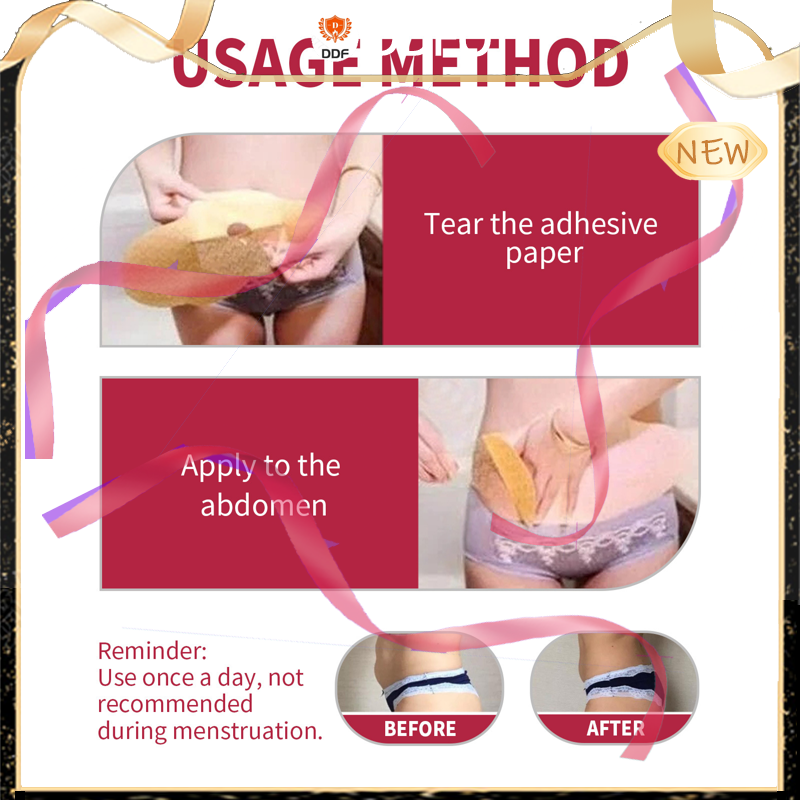 DDF
USAGE METHOD
NEW
Tear the adhesive
paper
Apply to the
abdomen
Reminder:
Use once a day, not
recommended
during menstruation.
BEFORE
AFTER